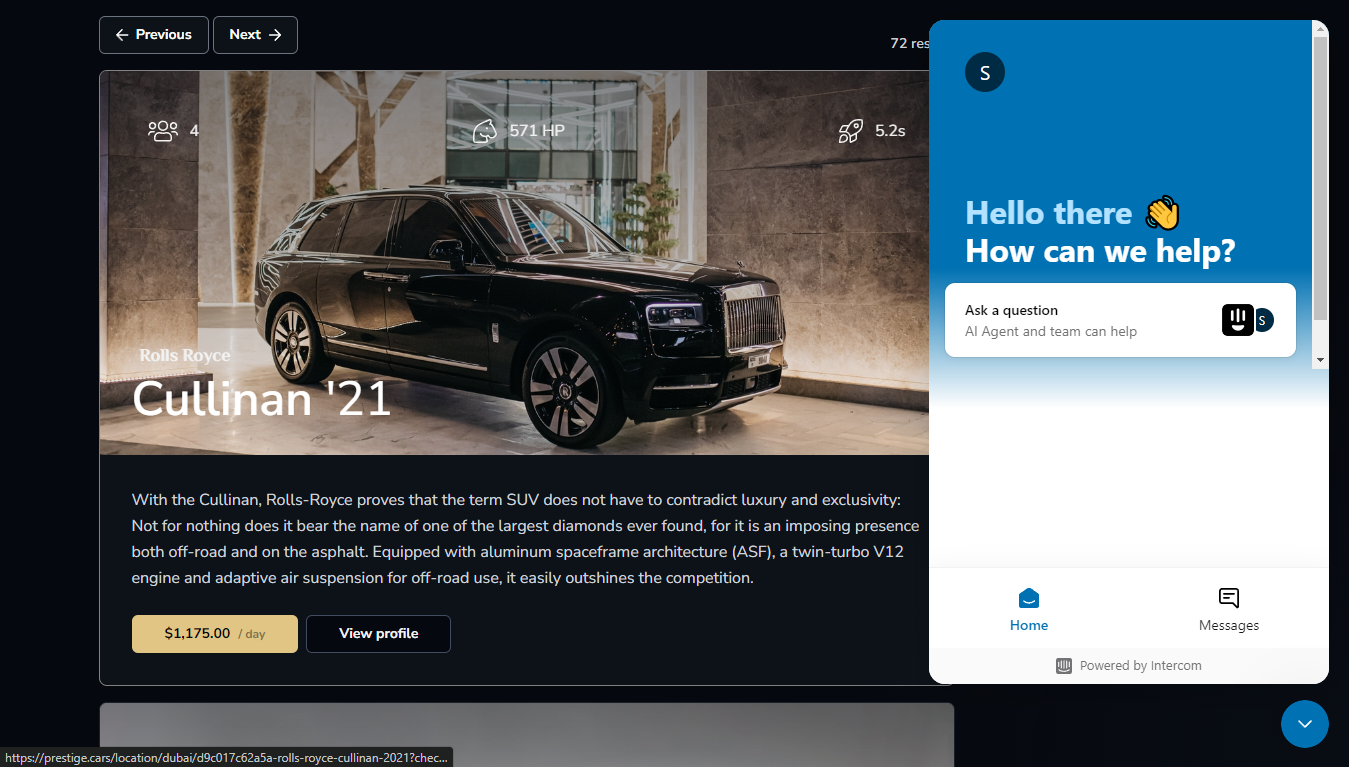 Previous
Next
72 res
4
571 HP
5.2s
Rolls Royce
Cullinan '21
With the Cullinan, Rolls-Royce proves that the term SUV does not have to contradict luxury and exclusivity:
Not for nothing does it bear the name of one of the largest diamonds ever found, for it is an imposing presence
both off-road and on the asphalt. Equipped with aluminum spaceframe architecture (ASF), a twin-turbo V12
engine and adaptive air suspension for off-road use, it easily outshines the competition.
$1,175.00 / day
View profile
S
Hello there 👋
How can we help?
Ask a question
AI Agent and team can help
S
Home
Messages
Powered by Intercom
https://prestige.cars/location/dubai/d9c017c62a5a-rolls-royce-cullinan-2021?chec...